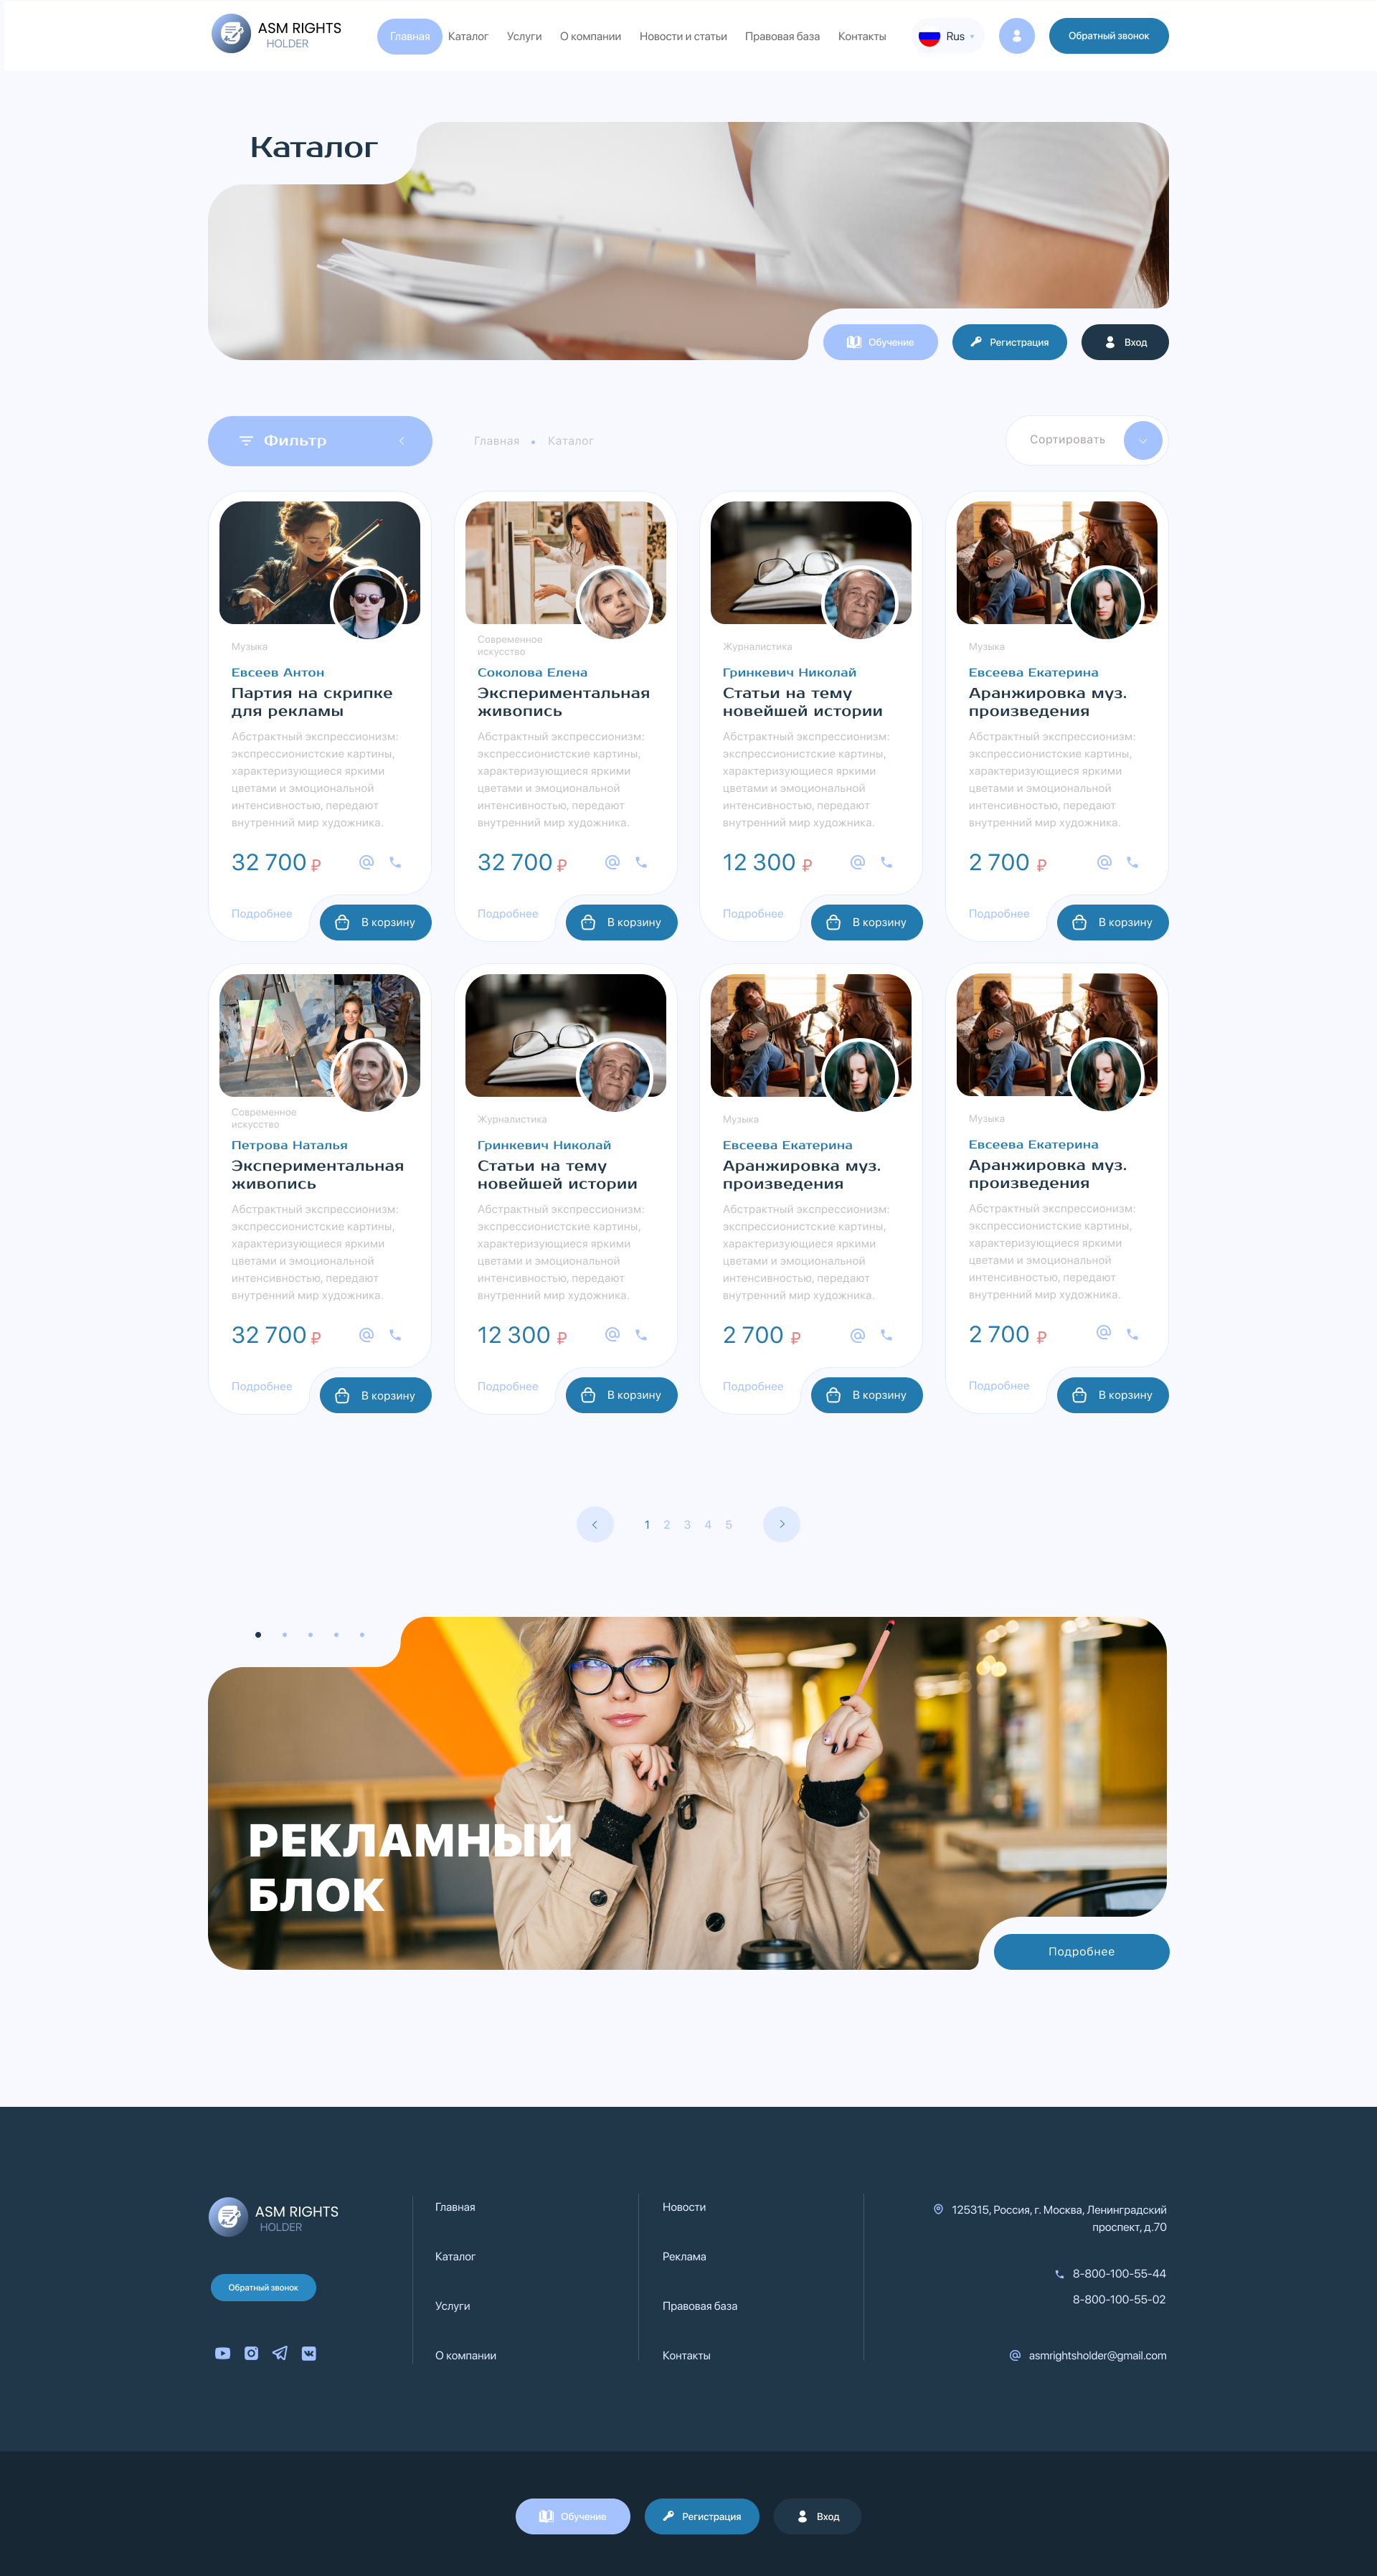 ASM RIGHTS
HOLDER
Главная
Каталог
Услуги
О компании
Новости и статьи
Правовая база
Контакты
Rus
Обратный звонок
Каталог
Обучение
Регистрация
Вход
Фильтр
Главная • Каталог
Сортировать
Музыка
Евсеев Антон
Партия на скрипке
для рекламы
Абстрактный экспрессионизм:
экспрессионистские картины,
характеризующиеся яркими
цветами и эмоциональной
интенсивностью, передают
внутренний мир художника.
32 700 ₽
Подробнее
В корзину
Современное
искусство
Соколова Елена
Экспериментальная
живопись
Абстрактный экспрессионизм:
экспрессионистские картины,
характеризующиеся яркими
цветами и эмоциональной
интенсивностью, передают
внутренний мир художника.
32 700 ₽
Подробнее
В корзину
Журналистика
Гринкевич Николай
Статьи на тему
новейшей истории
Абстрактный экспрессионизм:
экспрессионистские картины,
характеризующиеся яркими
цветами и эмоциональной
интенсивностью, передают
внутренний мир художника.
12 300 ₽
Подробнее
В корзину
Музыка
Евсеева Екатерина
Аранжировка муз.
произведения
Абстрактный экспрессионизм:
экспрессионистские картины,
характеризующиеся яркими
цветами и эмоциональной
интенсивностью, передают
внутренний мир художника.
2 700 ₽
Подробнее
В корзину
Современное
искусство
Петрова Наталья
Экспериментальная
живопись
Абстрактный экспрессионизм:
экспрессионистские картины,
характеризующиеся яркими
цветами и эмоциональной
интенсивностью, передают
внутренний мир художника.
32 700 ₽
Подробнее
В корзину
Журналистика
Гринкевич Николай
Статьи на тему
новейшей истории
Абстрактный экспрессионизм:
экспрессионистские картины,
характеризующиеся яркими
цветами и эмоциональной
интенсивностью, передают
внутренний мир художника.
12 300 ₽
Подробнее
В корзину
Музыка
Евсеева Екатерина
Аранжировка муз.
произведения
Абстрактный экспрессионизм:
экспрессионистские картины,
характеризующиеся яркими
цветами и эмоциональной
интенсивностью, передают
внутренний мир художника.
2 700 ₽
Подробнее
В корзину
Музыка
Евсеева Екатерина
Аранжировка муз.
произведения
Абстрактный экспрессионизм:
экспрессионистские картины,
характеризующиеся яркими
цветами и эмоциональной
интенсивностью, передают
внутренний мир художника.
2 700 ₽
Подробнее
В корзину
1 2 3 4 5
РЕКЛАМНЫЙ
БЛОК
Подробнее
ASM RIGHTS
HOLDER
Обратный звонок
Главная
Каталог
Услуги
О компании
Новости
Реклама
Правовая база
Контакты
125315, Россия, г. Москва, Ленинградский
проспект, д.70
8-800-100-55-44
8-800-100-55-02
asmrightsholder@gmail.com
Обучение
Регистрация
Вход